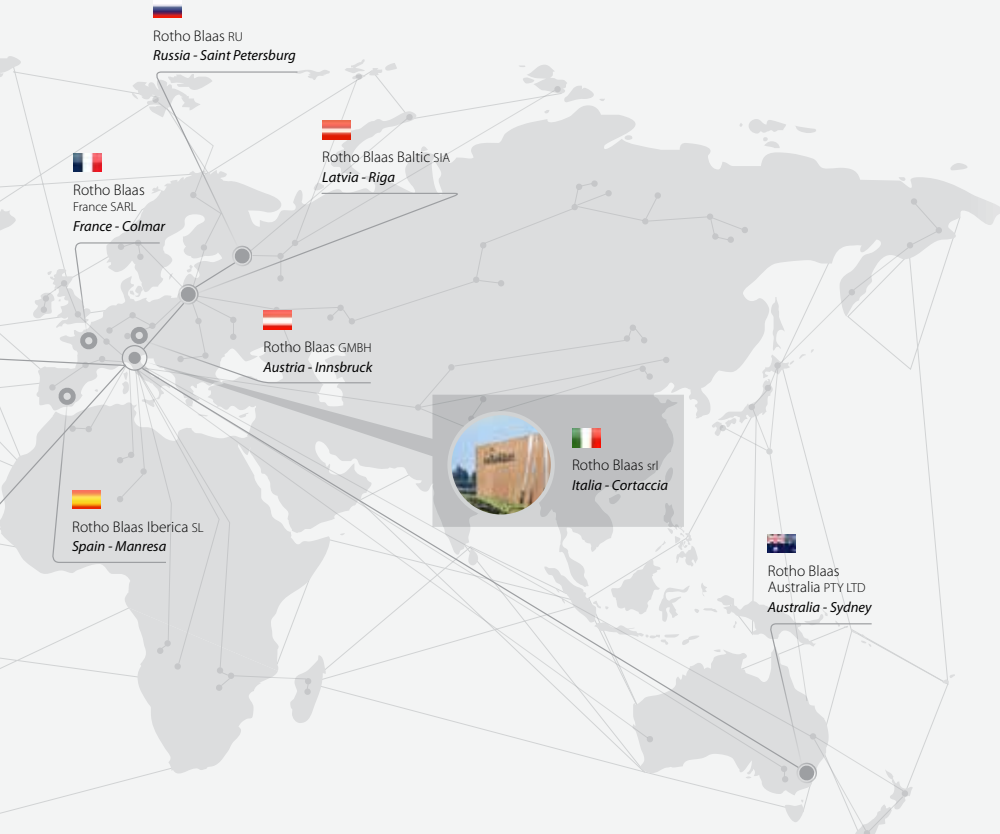 Rotho Blaas RU
Russia - Saint Petersburg
Rotho Blaas Baltic SIA
Latvia - Riga
Rotho Blaas
France SARL
France - Colmar
Rotho Blaas GMBH
Austria - Innsbruck
Rotho Blaas srl
Italia - Cortaccia
Rotho Blaas Iberica SL
Spain - Manresa
Rotho Blaas
Australia PTY LTD
Australia - Sydney